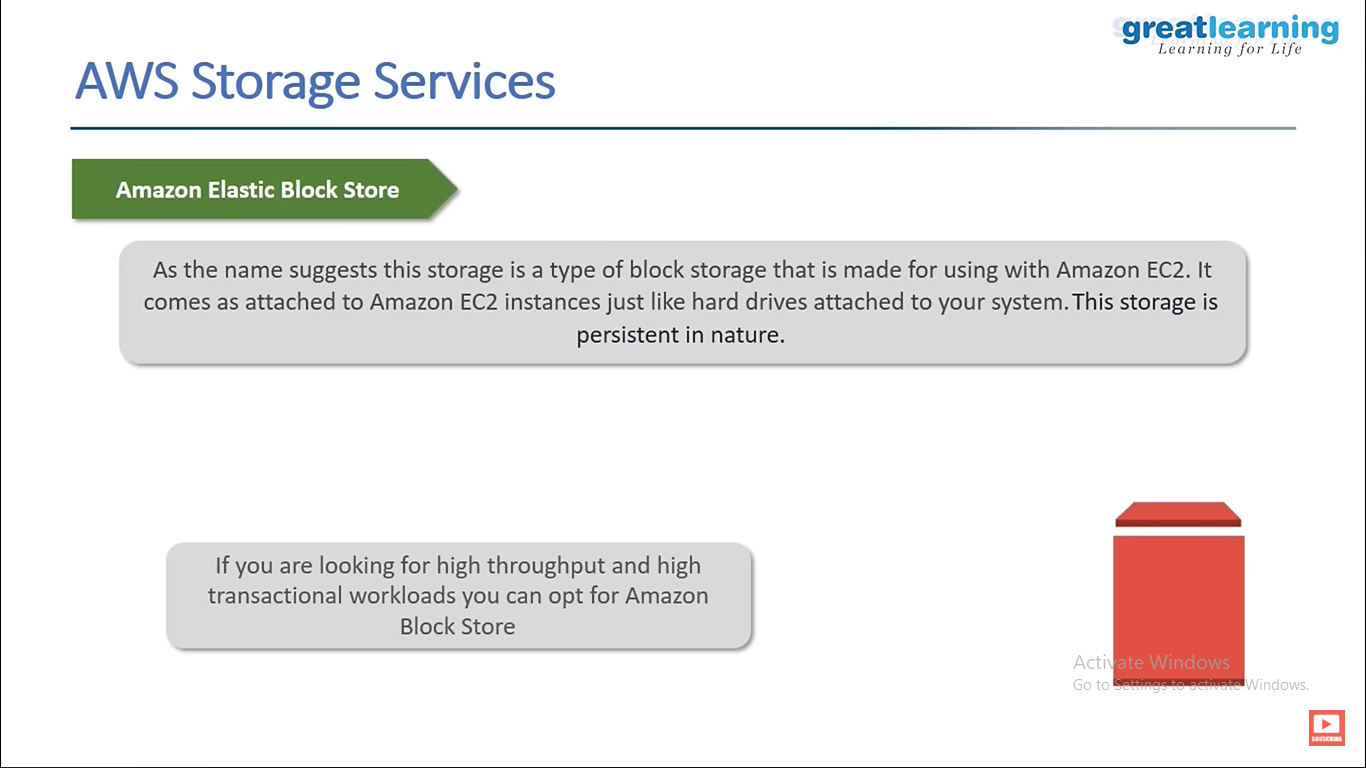 greatlearning
Learning for Life
AWS Storage Services
Amazon Elastic Block Store
As the name suggests this storage is a type of block storage that is made for using with Amazon EC2. It
comes as attached to Amazon EC2 instances just like hard drives attached to your system. This storage is
persistent in nature.
If you are looking for high throughput and high
transactional workloads you can opt for Amazon
Block Store
Activate Windows
Go to Settings to activate Windows.
SUBSCRIBE